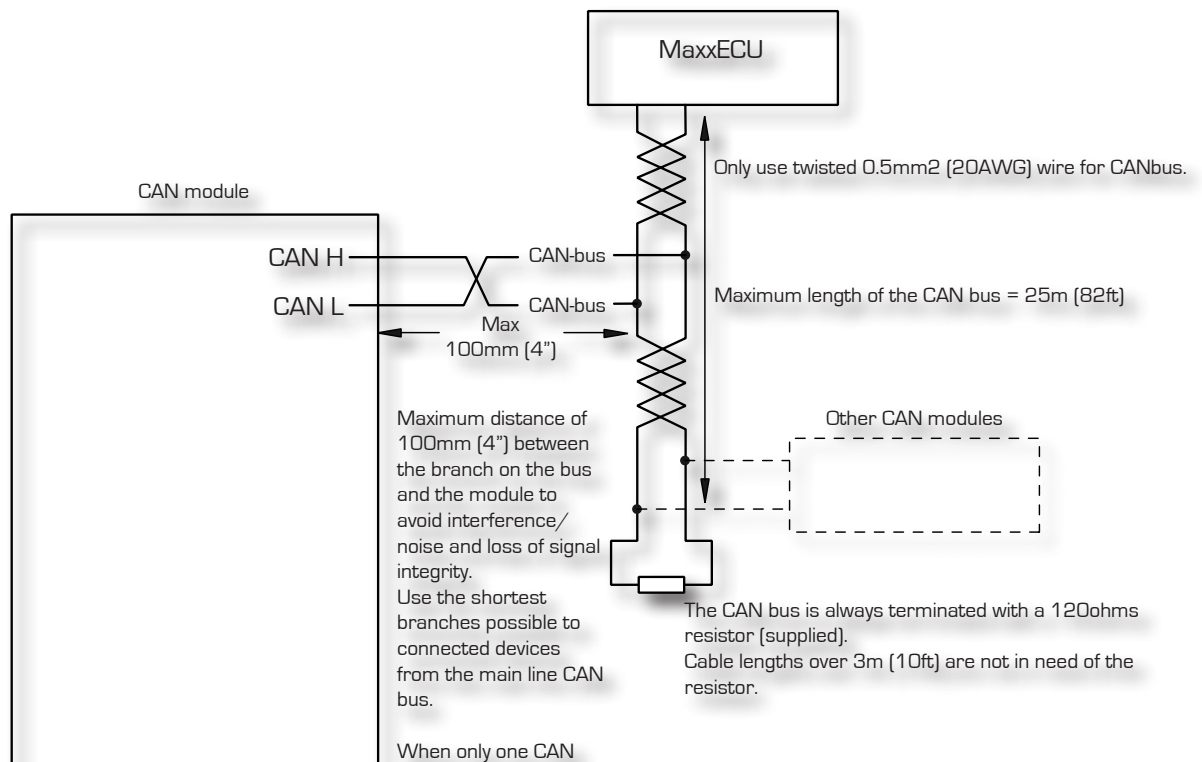 MaxxECU
Only use twisted 0.5mm2 (20AWG) wire for CANbus.
CAN module
CAN H
CAN-bus
CAN L
CAN-bus
Max
100mm (4")
Maximum length of the CAN bus = 25m (82ft)
Maximum distance of
100mm (4") between
the branch on the bus
and the module to
avoid interference/
noise and loss of signal
integrity.
Use the shortest
branches possible to
connected devices
from the main line CAN
bus.
When only one CAN
Other CAN modules
The CAN bus is always terminated with a 120ohms
resistor (supplied).
Cable lengths over 3m (10ft) are not in need of the
resistor.